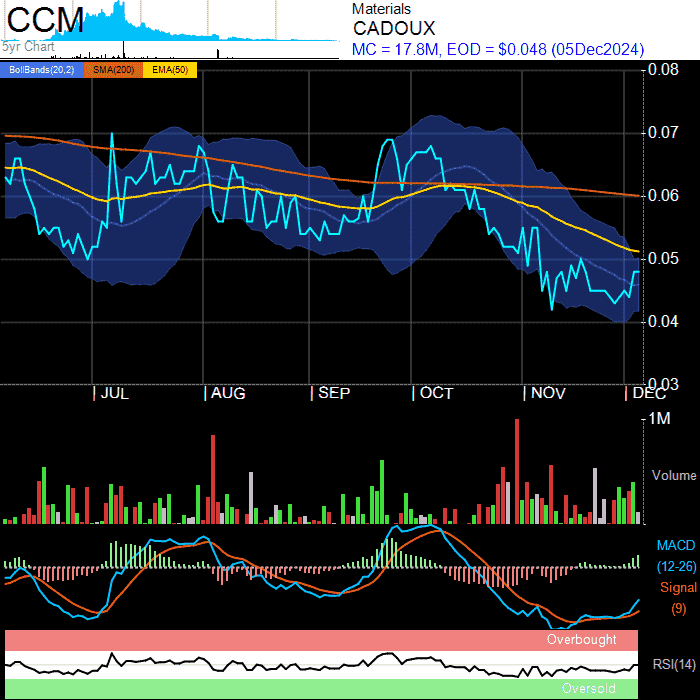 CCM
5yr Chart
Materials
CADOUX
MC = 17.8M, EOD = $0.048 (05Dec2024)
BollBands(20,2) SMA(200) EMA(50)
0.08
0.07
0.06
0.05
0.04
0.03
JUL AUG SEP OCT NOV DEC
1M
Volume
MACD
(12-26)
Signal
(9)
Overbought
RSI(14)
Oversold